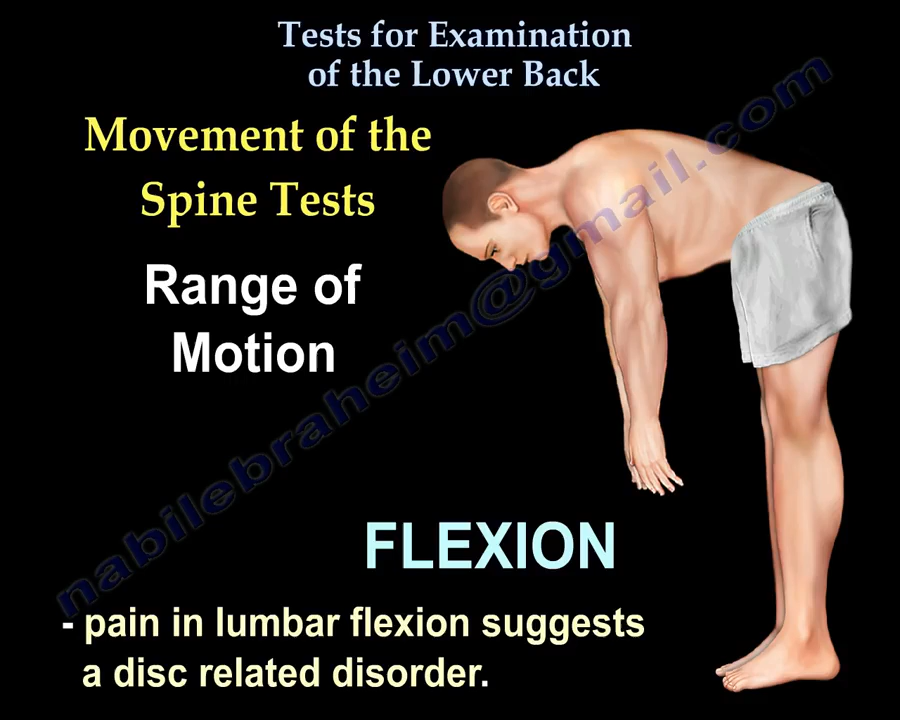 Tests for Examination
of the Lower Back
Movement of the
Spine Tests
Range of
Motion
nabilebraheim@gmail.com
FLEXION
- pain in lumbar flexion suggests
a disc related disorder.